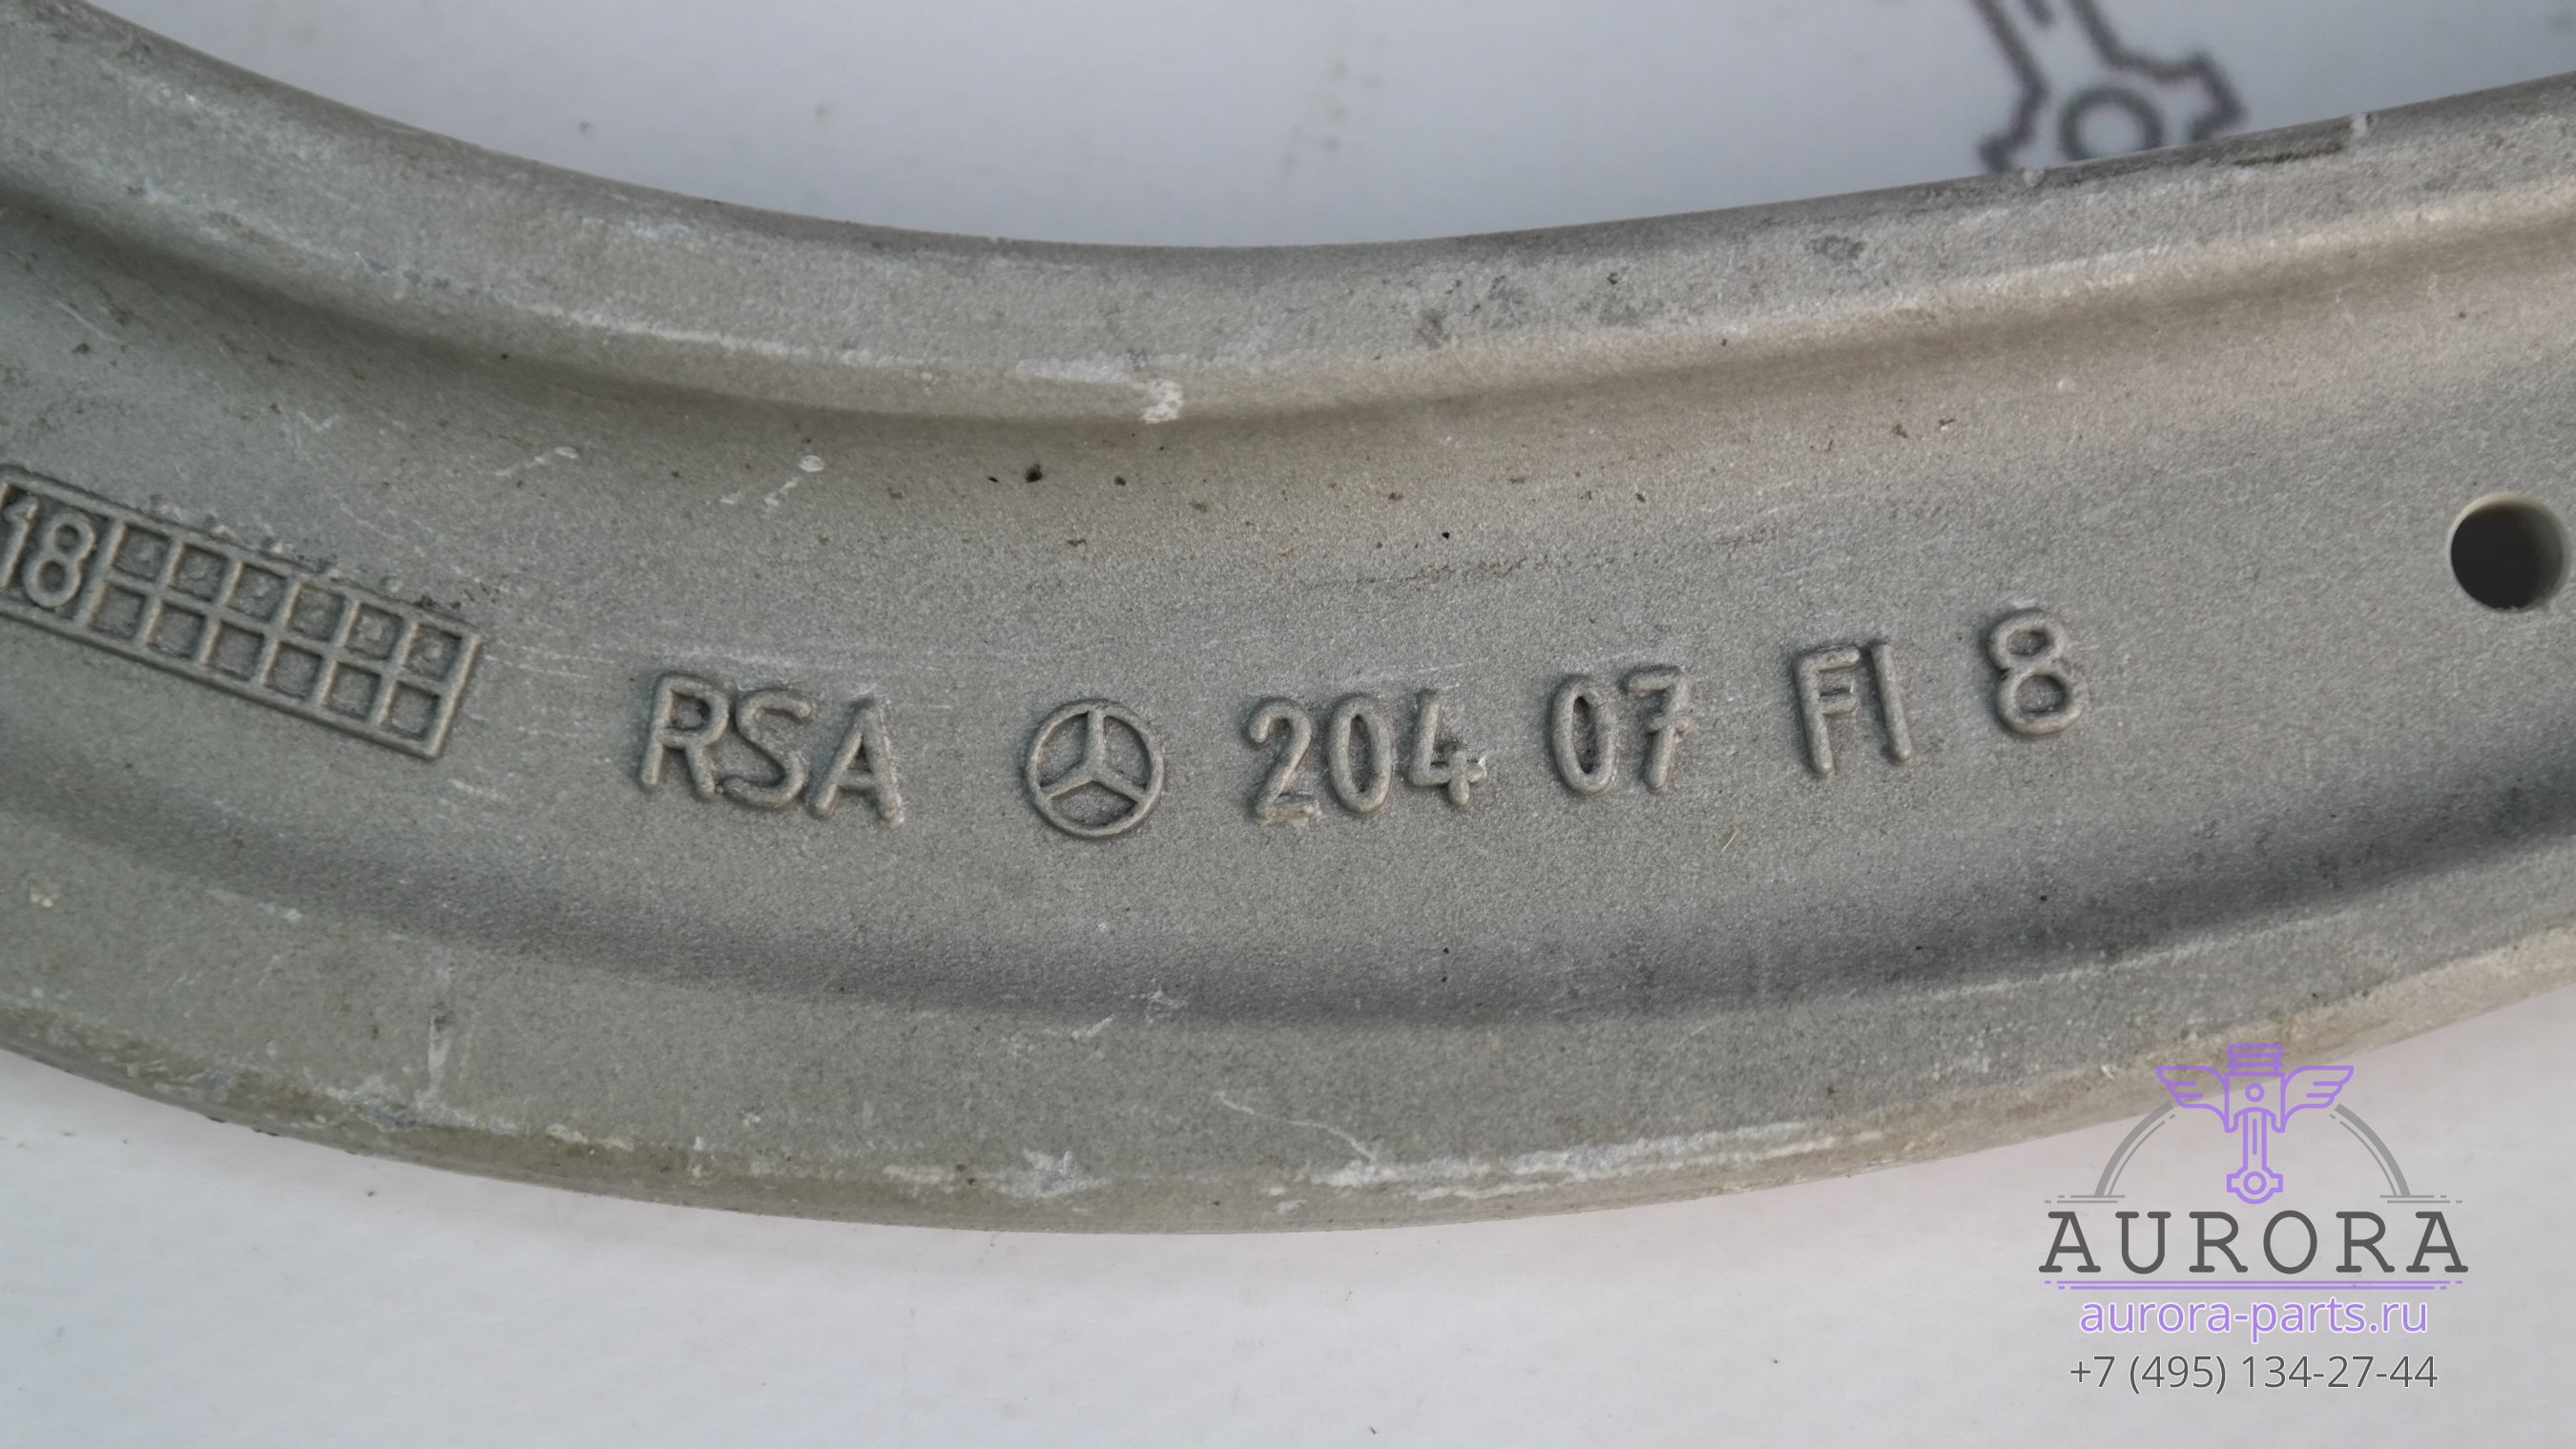 18
RSA 204 07 FI 8
AURORA
aurora-parts.ru
+7 (495) 134-27-44